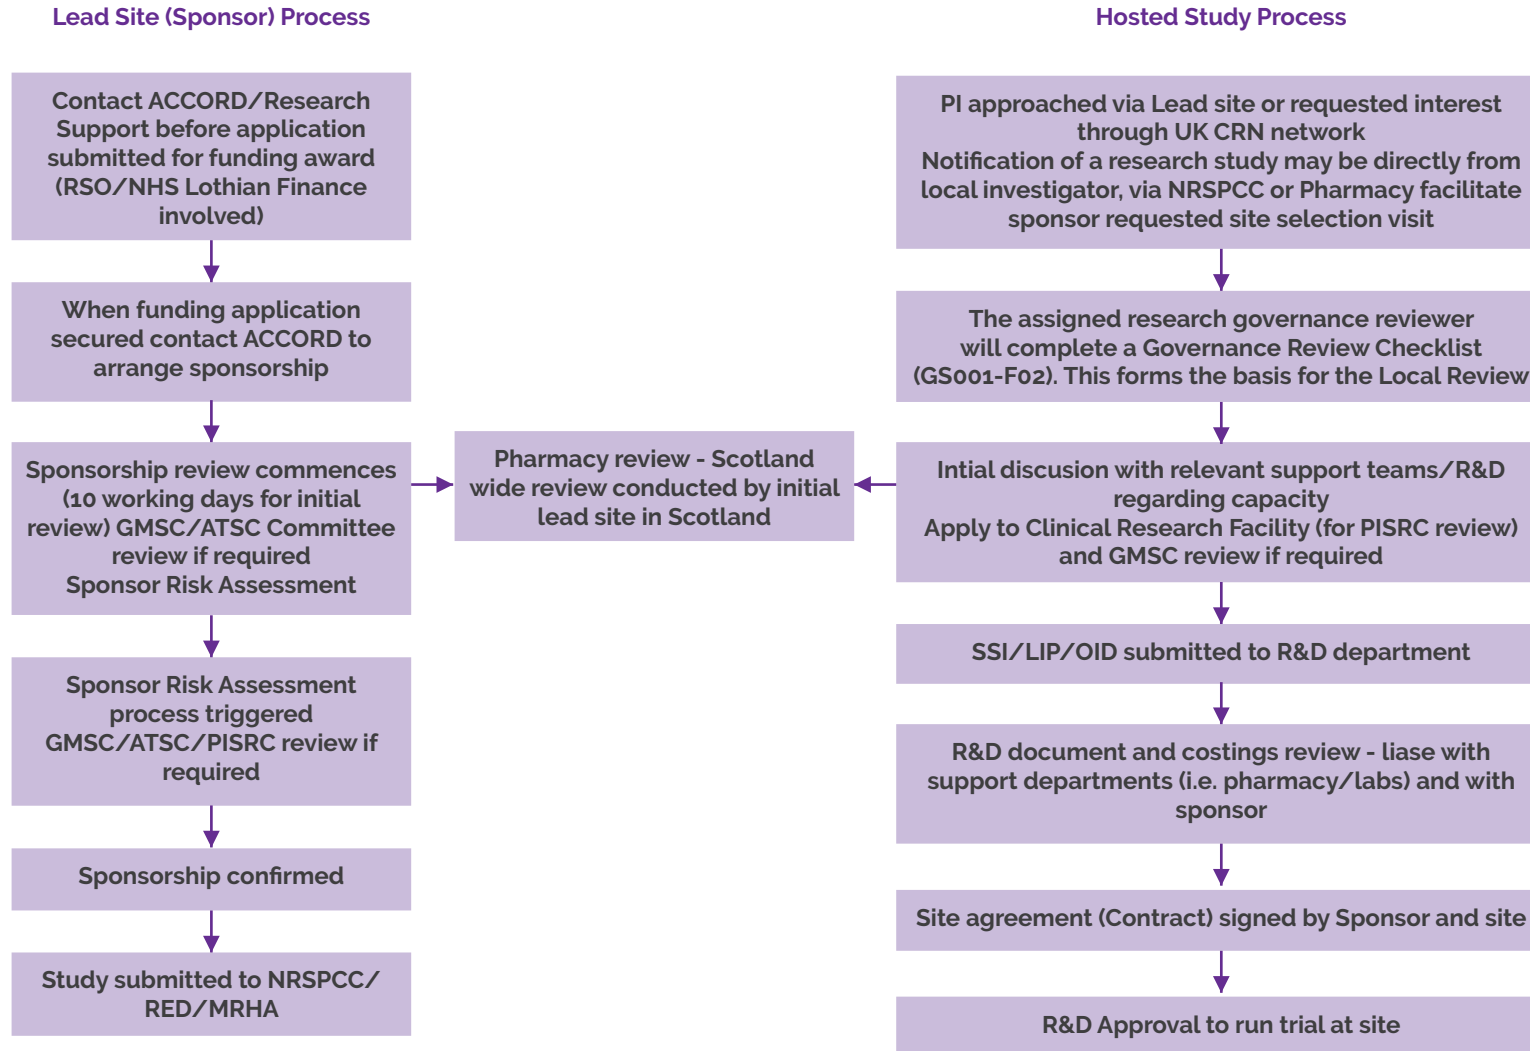 Lead Site (Sponsor) Process
Contact ACCORD/Research
Support before application
submitted for funding award
(RSO/NHS Lothian Finance
involved)
When funding application
secured contact ACCORD to
arrange sponsorship
Sponsorship review commences
(10 working days for initial
review) GMSC/ATSC Committee
review if required
Sponsor Risk Assessment
Sponsor Risk Assessment
process triggered
GMSC/ATSC/PISRC review if
required
Sponsorship confirmed
Study submitted to NRSPCC/
RED/MRHA
Pharmacy review - Scotland
wide review conducted by initial
lead site in Scotland
Hosted Study Process
PI approached via Lead site or requested interest
through UK CRN network
Notification of a research study may be directly from
local investigator, via NRSPCC or Pharmacy facilitate
sponsor requested site selection visit
The assigned research governance reviewer
will complete a Governance Review Checklist
(GS001-F02). This forms the basis for the Local Review
Intial discusion with relevant support teams/R&D
regarding capacity
Apply to Clinical Research Facility (for PISRC review)
and GMSC review if required
SSI/LIP/OID submitted to R&D department
R&D document and costings review - liase with
support departments (i.e. pharmacy/labs) and with
sponsor
Site agreement (Contract) signed by Sponsor and site
R&D Approval to run trial at site